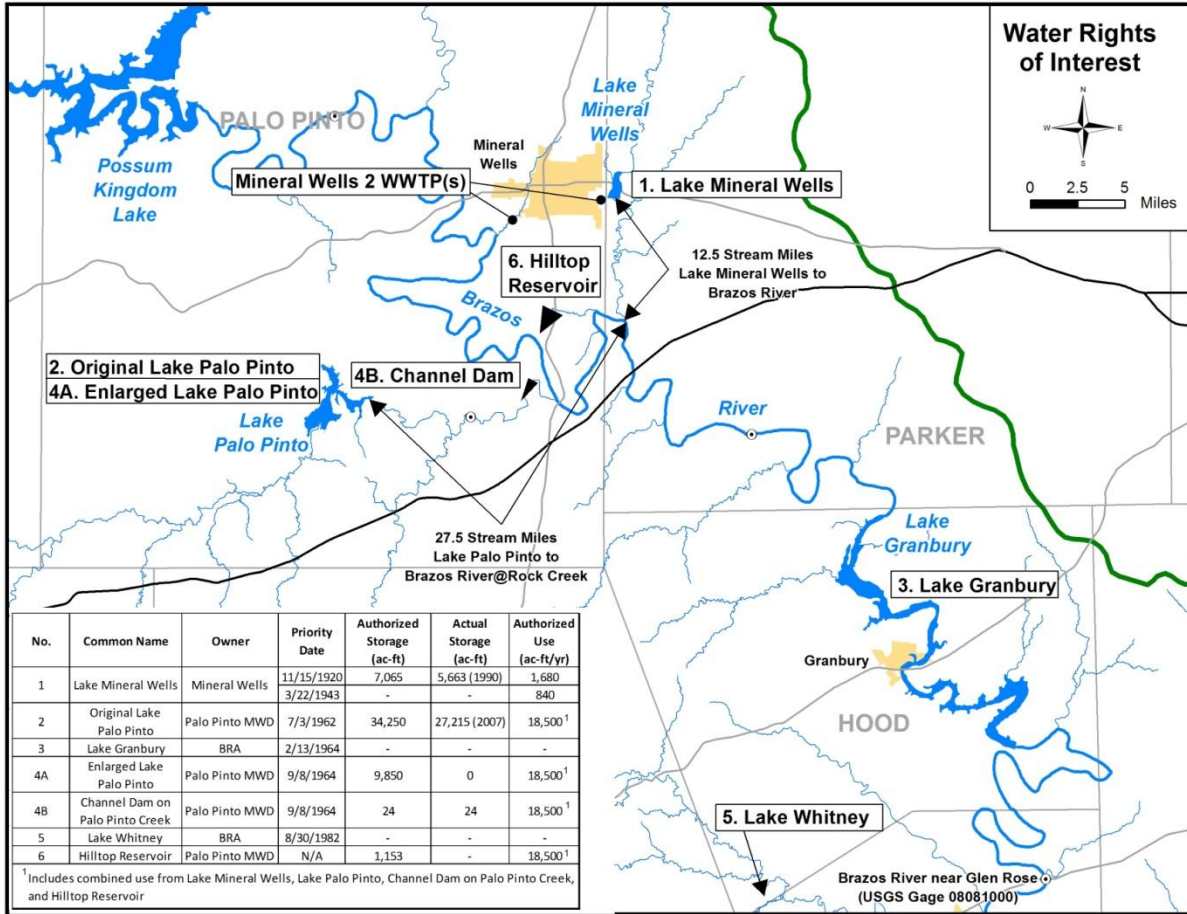 Water Rights
of Interest
N
W
E
S
0 2.5 5
Miles
PALO PINTO
Possum
Kingdom
Lake
Lake
Mineral
Wells
Mineral
Wells
Mineral Wells 2 WWTP(s)
1. Lake Mineral Wells
12.5 Stream Miles
Lake Mineral Wells to
Brazos River
6. Hilltop
Reservoir
Brazos
2. Original Lake Palo Pinto
4A. Enlarged Lake Palo Pinto
4B. Channel Dam
Lake
Palo Pinto
River
PARKER
27.5 Stream Miles
Lake Palo Pinto to
Brazos River@Rock Creek
Lake
Granbury
3. Lake Granbury
Granbury
HOOD
5. Lake Whitney
Brazos River near Glen Rose
(USGS Gage 08081000)
No. Common Name Owner Priority Date Authorized Storage (ac-ft) Actual Storage (ac-ft) Authorized Use (ac-ft/yr)
1 Lake Mineral Wells Mineral Wells 11/15/1920 7,065 5,663 (1990) 1,680
3/22/1943 - - 840
2 Original Lake Palo Pinto Palo Pinto MWD 7/3/1962 34,250 27,215 (2007) 18,500¹
3 Lake Granbury BRA 2/13/1964 - - -
4A Enlarged Lake Palo Pinto Palo Pinto MWD 9/8/1964 9,850 0 18,500¹
4B Channel Dam on Palo Pinto Creek Palo Pinto MWD 9/8/1964 24 24 18,500¹
5 Lake Whitney BRA 8/30/1982 - - -
6 Hilltop Reservoir Palo Pinto MWD N/A 1,153 - 18,500¹
¹Includes combined use from Lake Mineral Wells, Lake Palo Pinto, Channel Dam on Palo Pinto Creek,
and Hilltop Reservoir